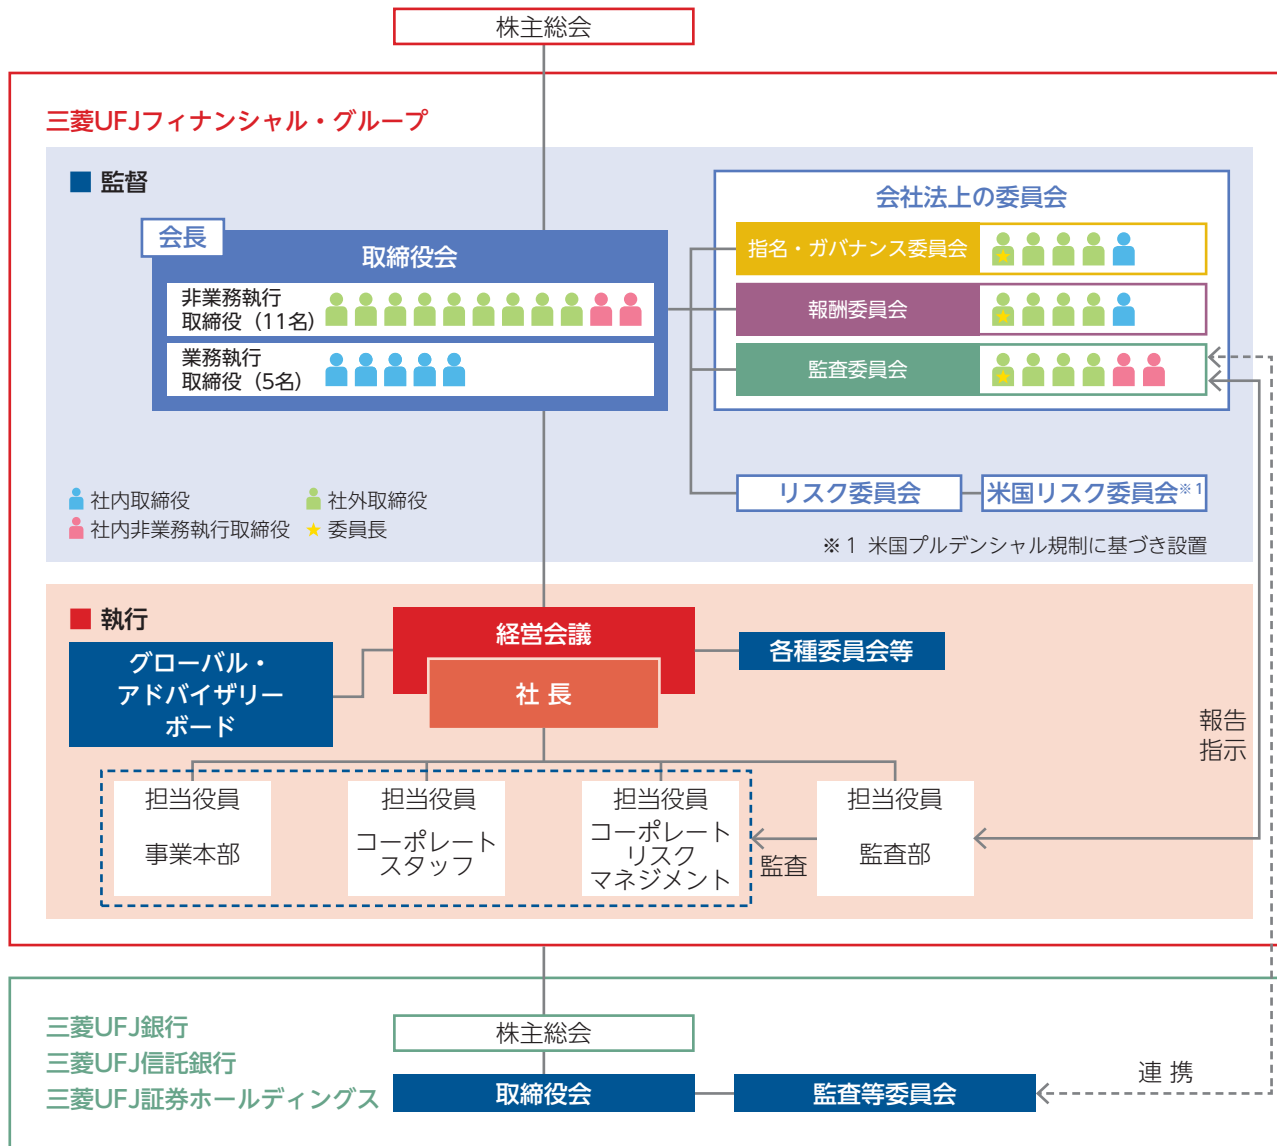 株主総会
三菱UFJフィナンシャル・グループ
監督
会長
取締役会
非業務執行
取締役（11名）
業務執行
取締役（5名）
会社法上の委員会
指名・ガバナンス委員会
報酬委員会
監査委員会
リスク委員会
米国リスク委員会※1
社内取締役
社外取締役
社内非業務執行取締役
委員長
※1 米国プルデンシャル規制に基づき設置
執行
経営会議
社長
グローバル・
アドバイザリー
ボード
各種委員会等
報告
指示
担当役員
事業本部
担当役員
コーポレート
スタッフ
担当役員
コーポレート
リスク
マネジメント
監査
担当役員
監査部
三菱UFJ銀行
三菱UFJ信託銀行
三菱UFJ証券ホールディングス
株主総会
取締役会
監査等委員会
連携